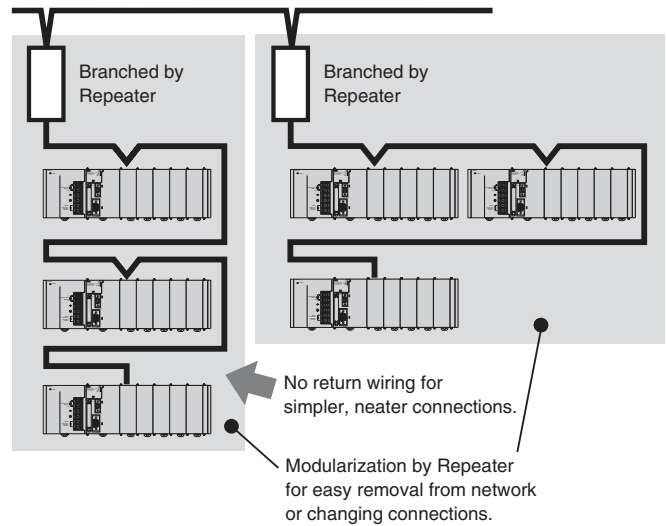 Branched by
Repeater
Branched by
Repeater
No return wiring for
simpler, neater connections.
Modularization by Repeater
for easy removal from network
or changing connections.